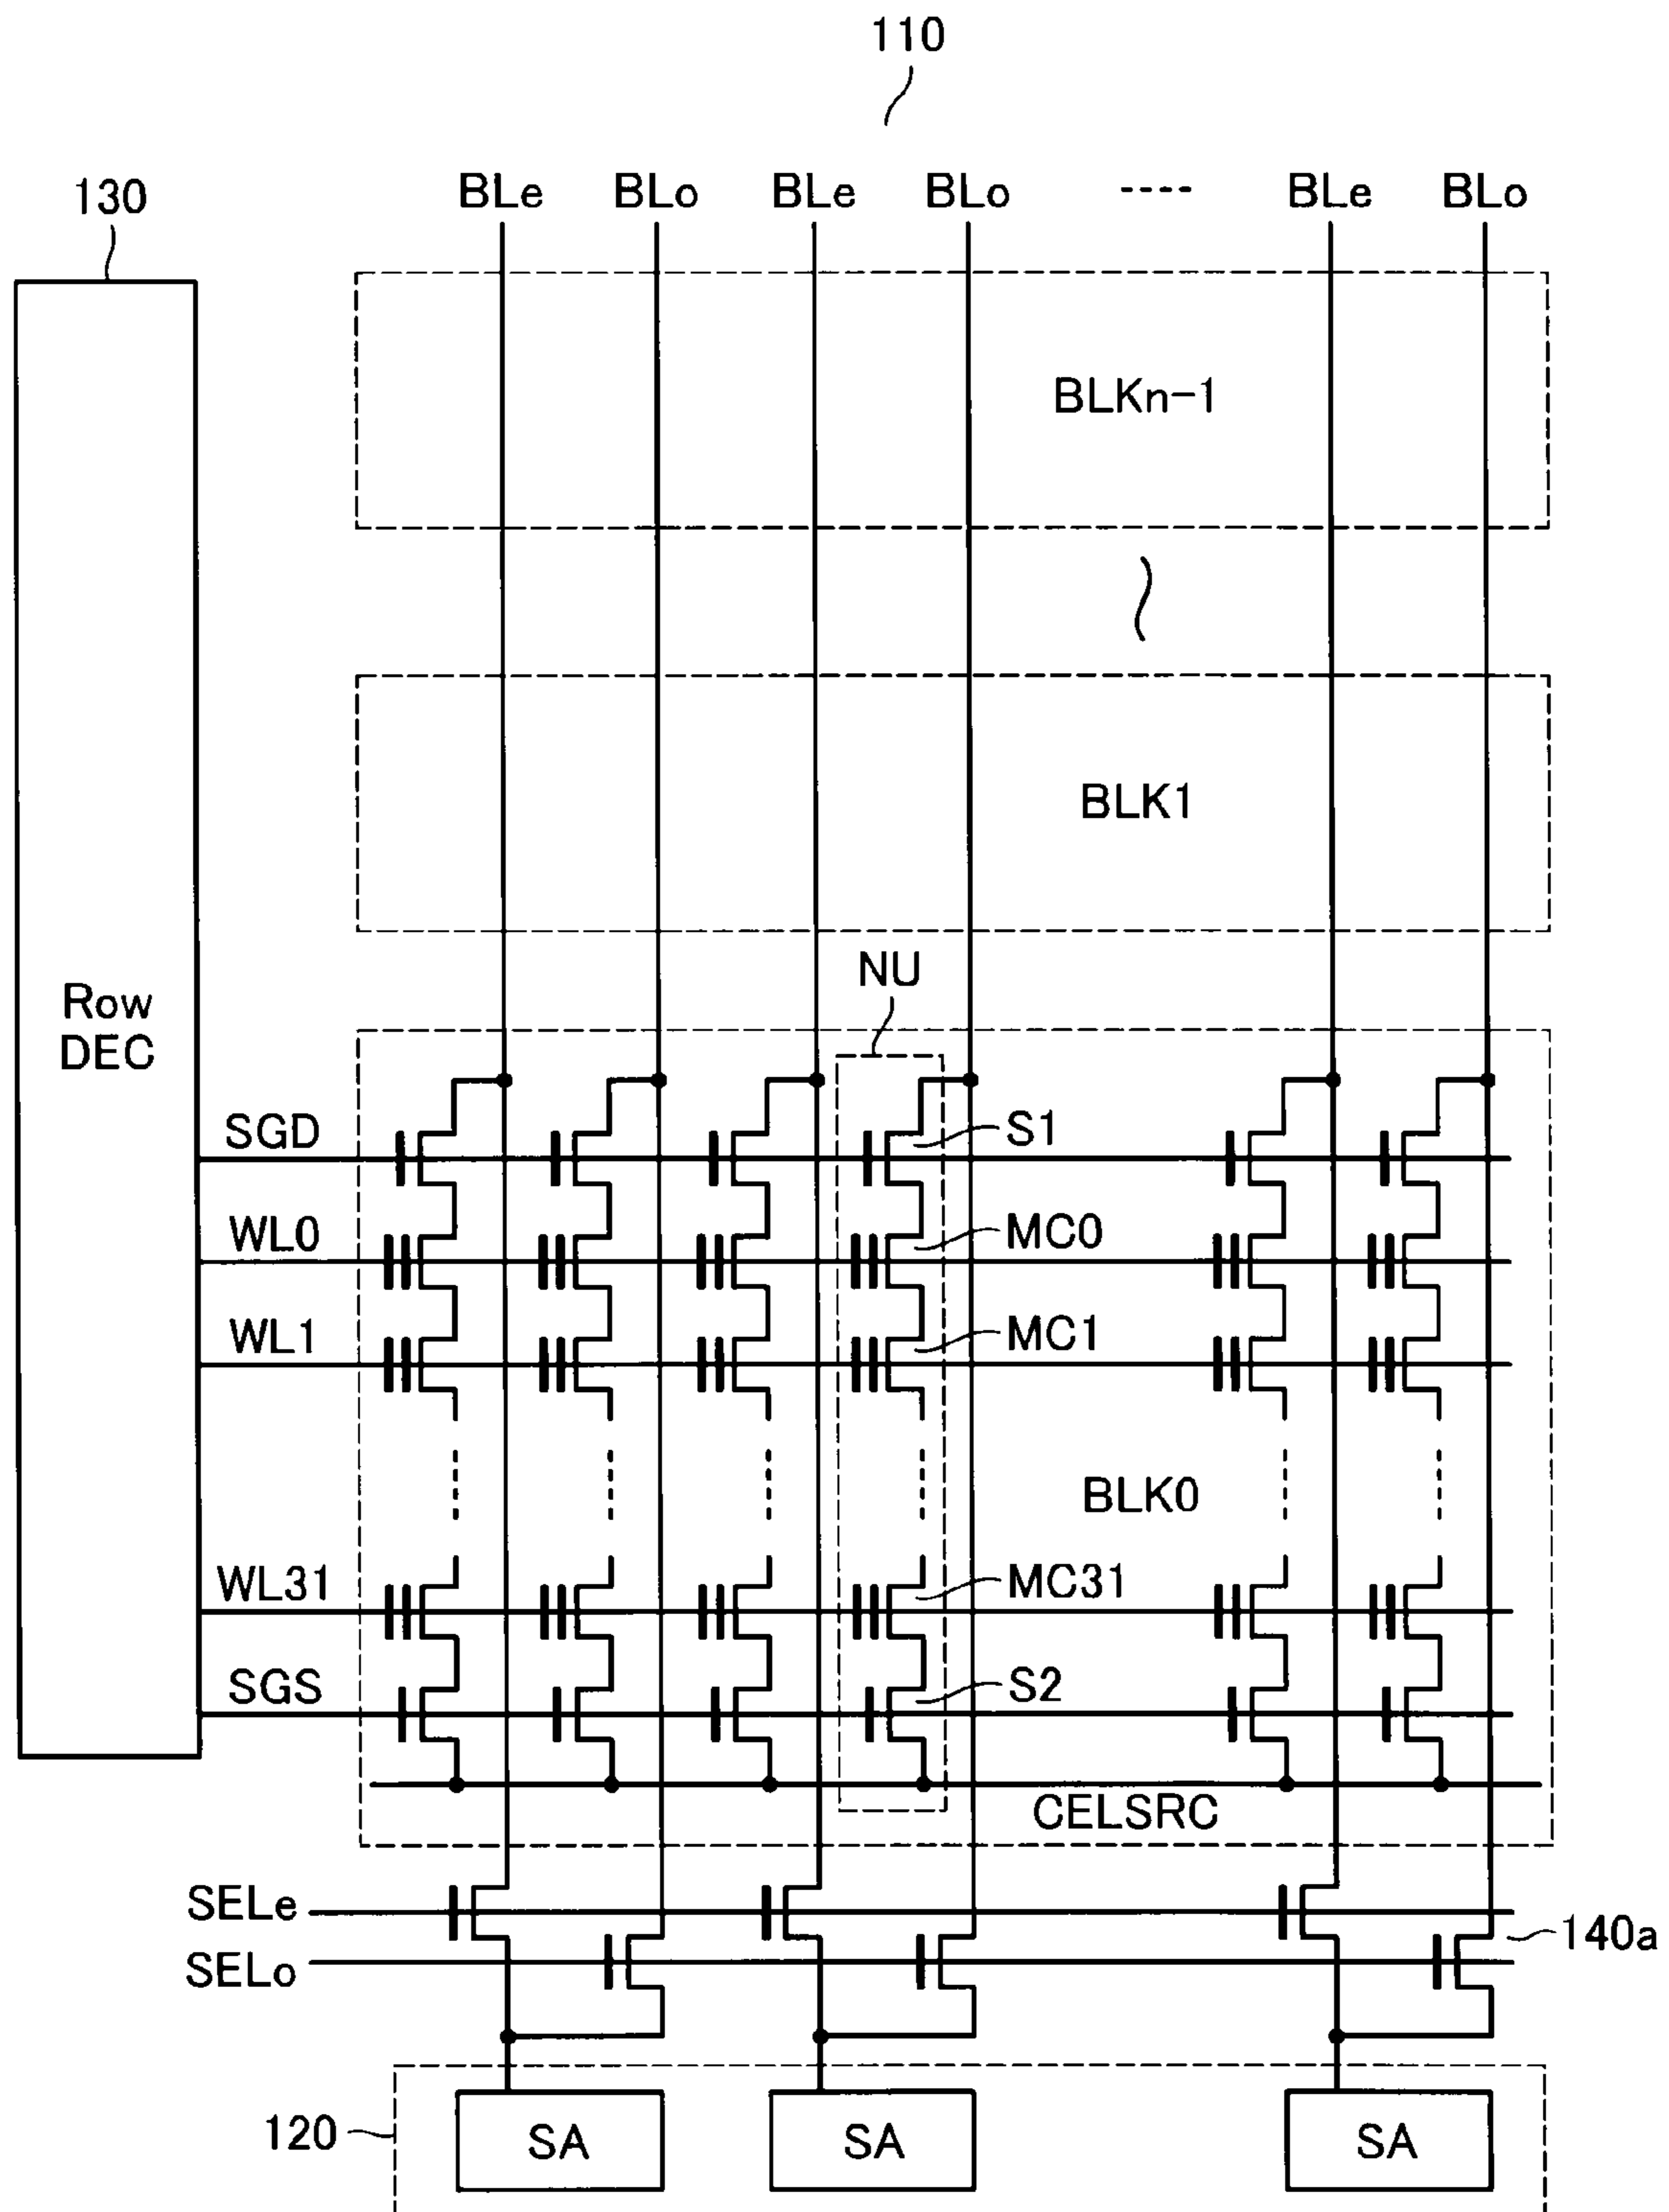 110
130
BLe BLo BLe BLo ---- BLe BLo
BLKn-1
BLK1
NU
Row
DEC
SGD
S1
WL0
MC0
WL1
MC1
BLK0
WL31
MC31
SGS
S2
CELSRC
SELe
140a
SELo
120
SA SA SA